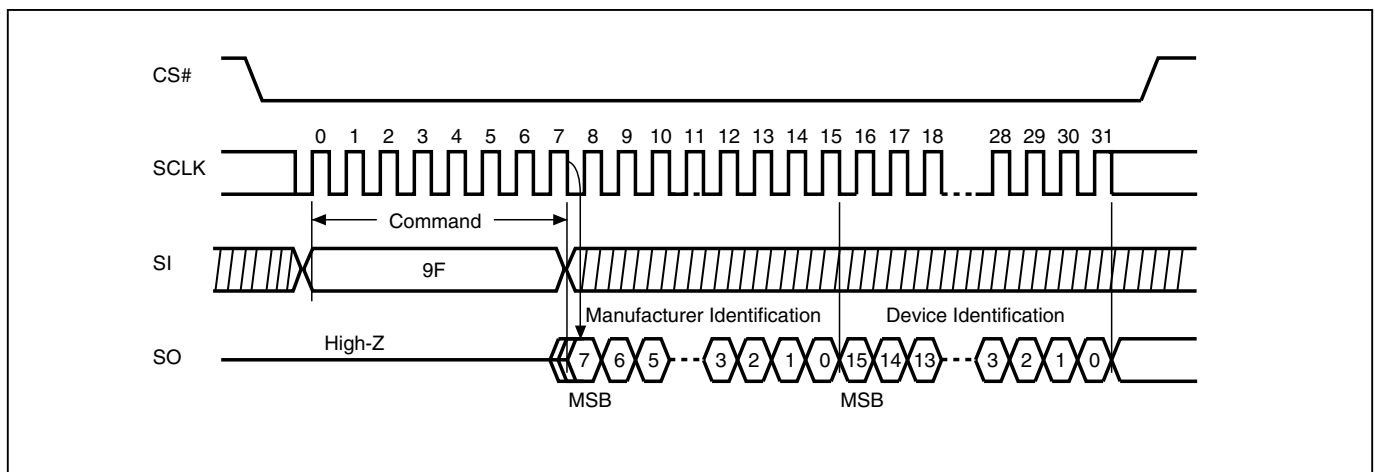 CS#
0 1 2 3 4 5 6 7 8 9 10 11 12 13 14 15 16 17 18 28 29 30 31
SCLK
Command
SI
9F
Manufacturer Identification Device Identification
High-Z
SO
7 6 5 3 2 1 0 15 14 13 3 2 1 0
MSB MSB